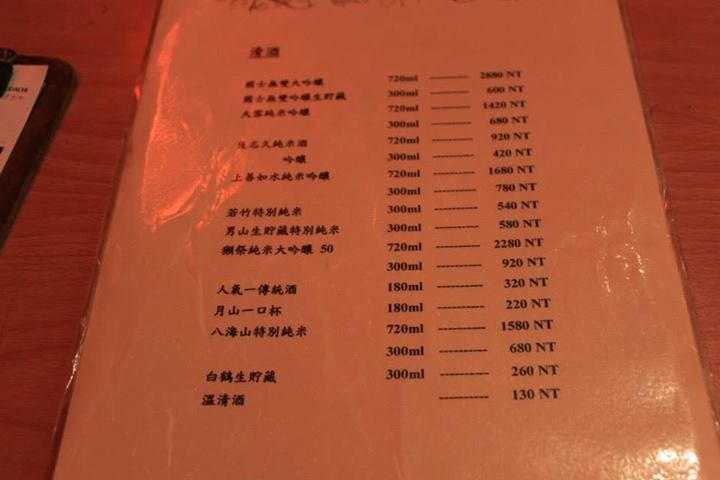 清酒
國士無雙大吟釀 720ml ---------- 2880 NT
國士無雙吟釀生貯藏 300ml ---------- 600 NT
大雪純米吟釀 720ml ---------- 1420 NT
300ml ---------- 680 NT
志久純米酒 720ml ---------- 920 NT
吟釀 300ml ---------- 420 NT
上善如水純米吟釀 720ml ---------- 1680 NT
300ml ---------- 780 NT
若竹特別純米 300ml ---------- 540 NT
男山生貯藏特別純米 300ml ---------- 580 NT
獺祭純米大吟釀 50 720ml ---------- 2280 NT
300ml ---------- 920 NT
人氣一傳統酒 180ml ---------- 320 NT
月山一口杯 180ml ---------- 220 NT
八海山特別純米 720ml ---------- 1580 NT
300ml ---------- 680 NT
白鶴生貯藏 300ml ---------- 260 NT
溫清酒 ---------- 130 NT